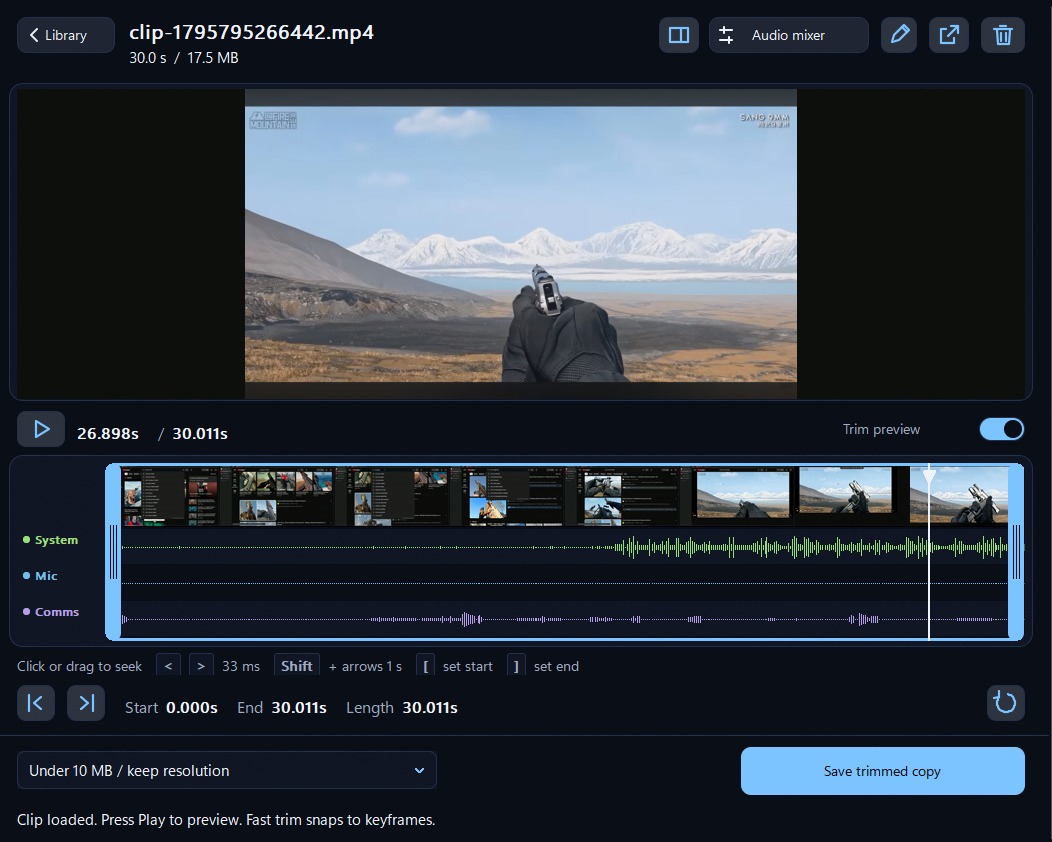 Library
clip-1795795266442.mp4
30.0 s / 17.5 MB
Audio mixer
FIRE
MOUNTAIN
26.898s / 30.011s
Trim preview
System
Mic
Comms
Click or drag to seek < > 33 ms Shift + arrows 1 s [ set start ] set end
Start 0.000s End 30.011s Length 30.011s
Under 10 MB / keep resolution
Save trimmed copy
Clip loaded. Press Play to preview. Fast trim snaps to keyframes.